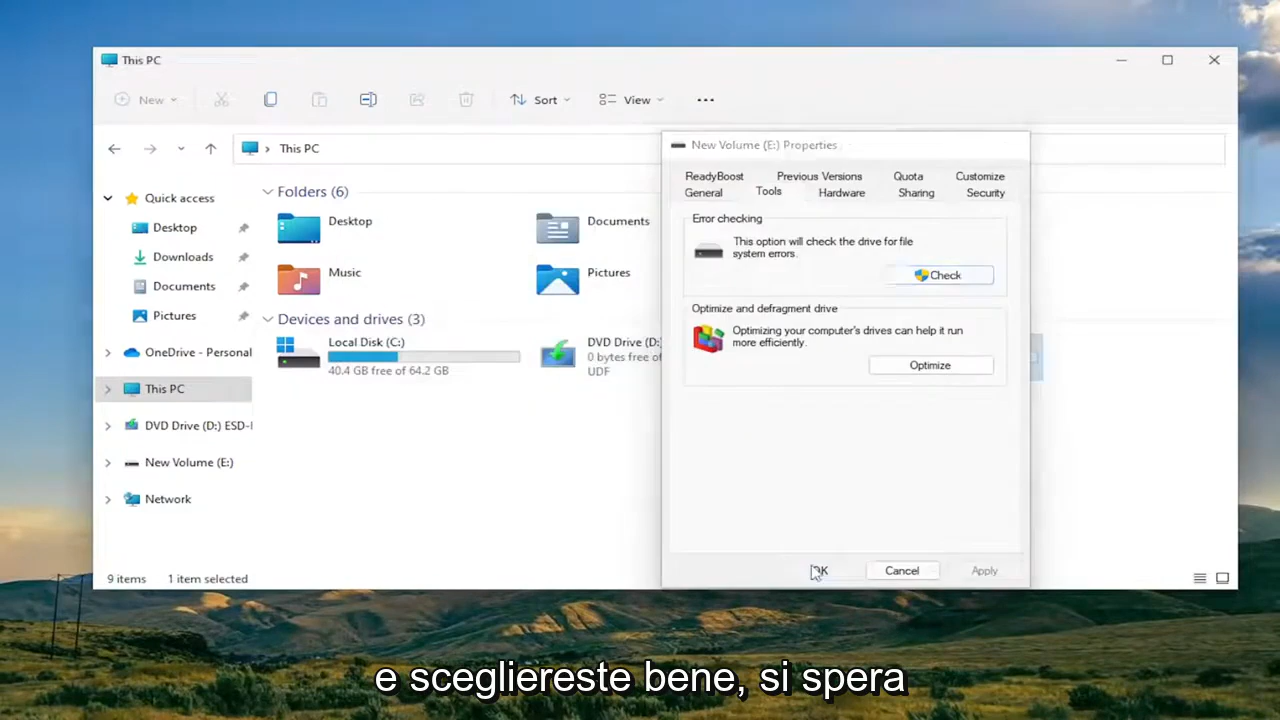 This PC
New
Sort
View
This PC
Quick access
Desktop
Downloads
Documents
Pictures
OneDrive - Personal
This PC
DVD Drive (D:) ESD-I
New Volume (E:)
Network
Folders (6)
Desktop
Documents
Music
Pictures
Devices and drives (3)
Local Disk (C:)
40.4 GB free of 64.2 GB
DVD Drive (D:)
0 bytes free of
UDF
9 items
1 item selected
New Volume (E:) Properties
ReadyBoost Previous Versions Quota Customize
General Tools Hardware Sharing Security
Error checking
This option will check the drive for file
system errors.
Check
Optimize and defragment drive
Optimizing your computer's drives can help it run
more efficiently.
Optimize
OK
Cancel
Apply
e scegliereste bene, si spera